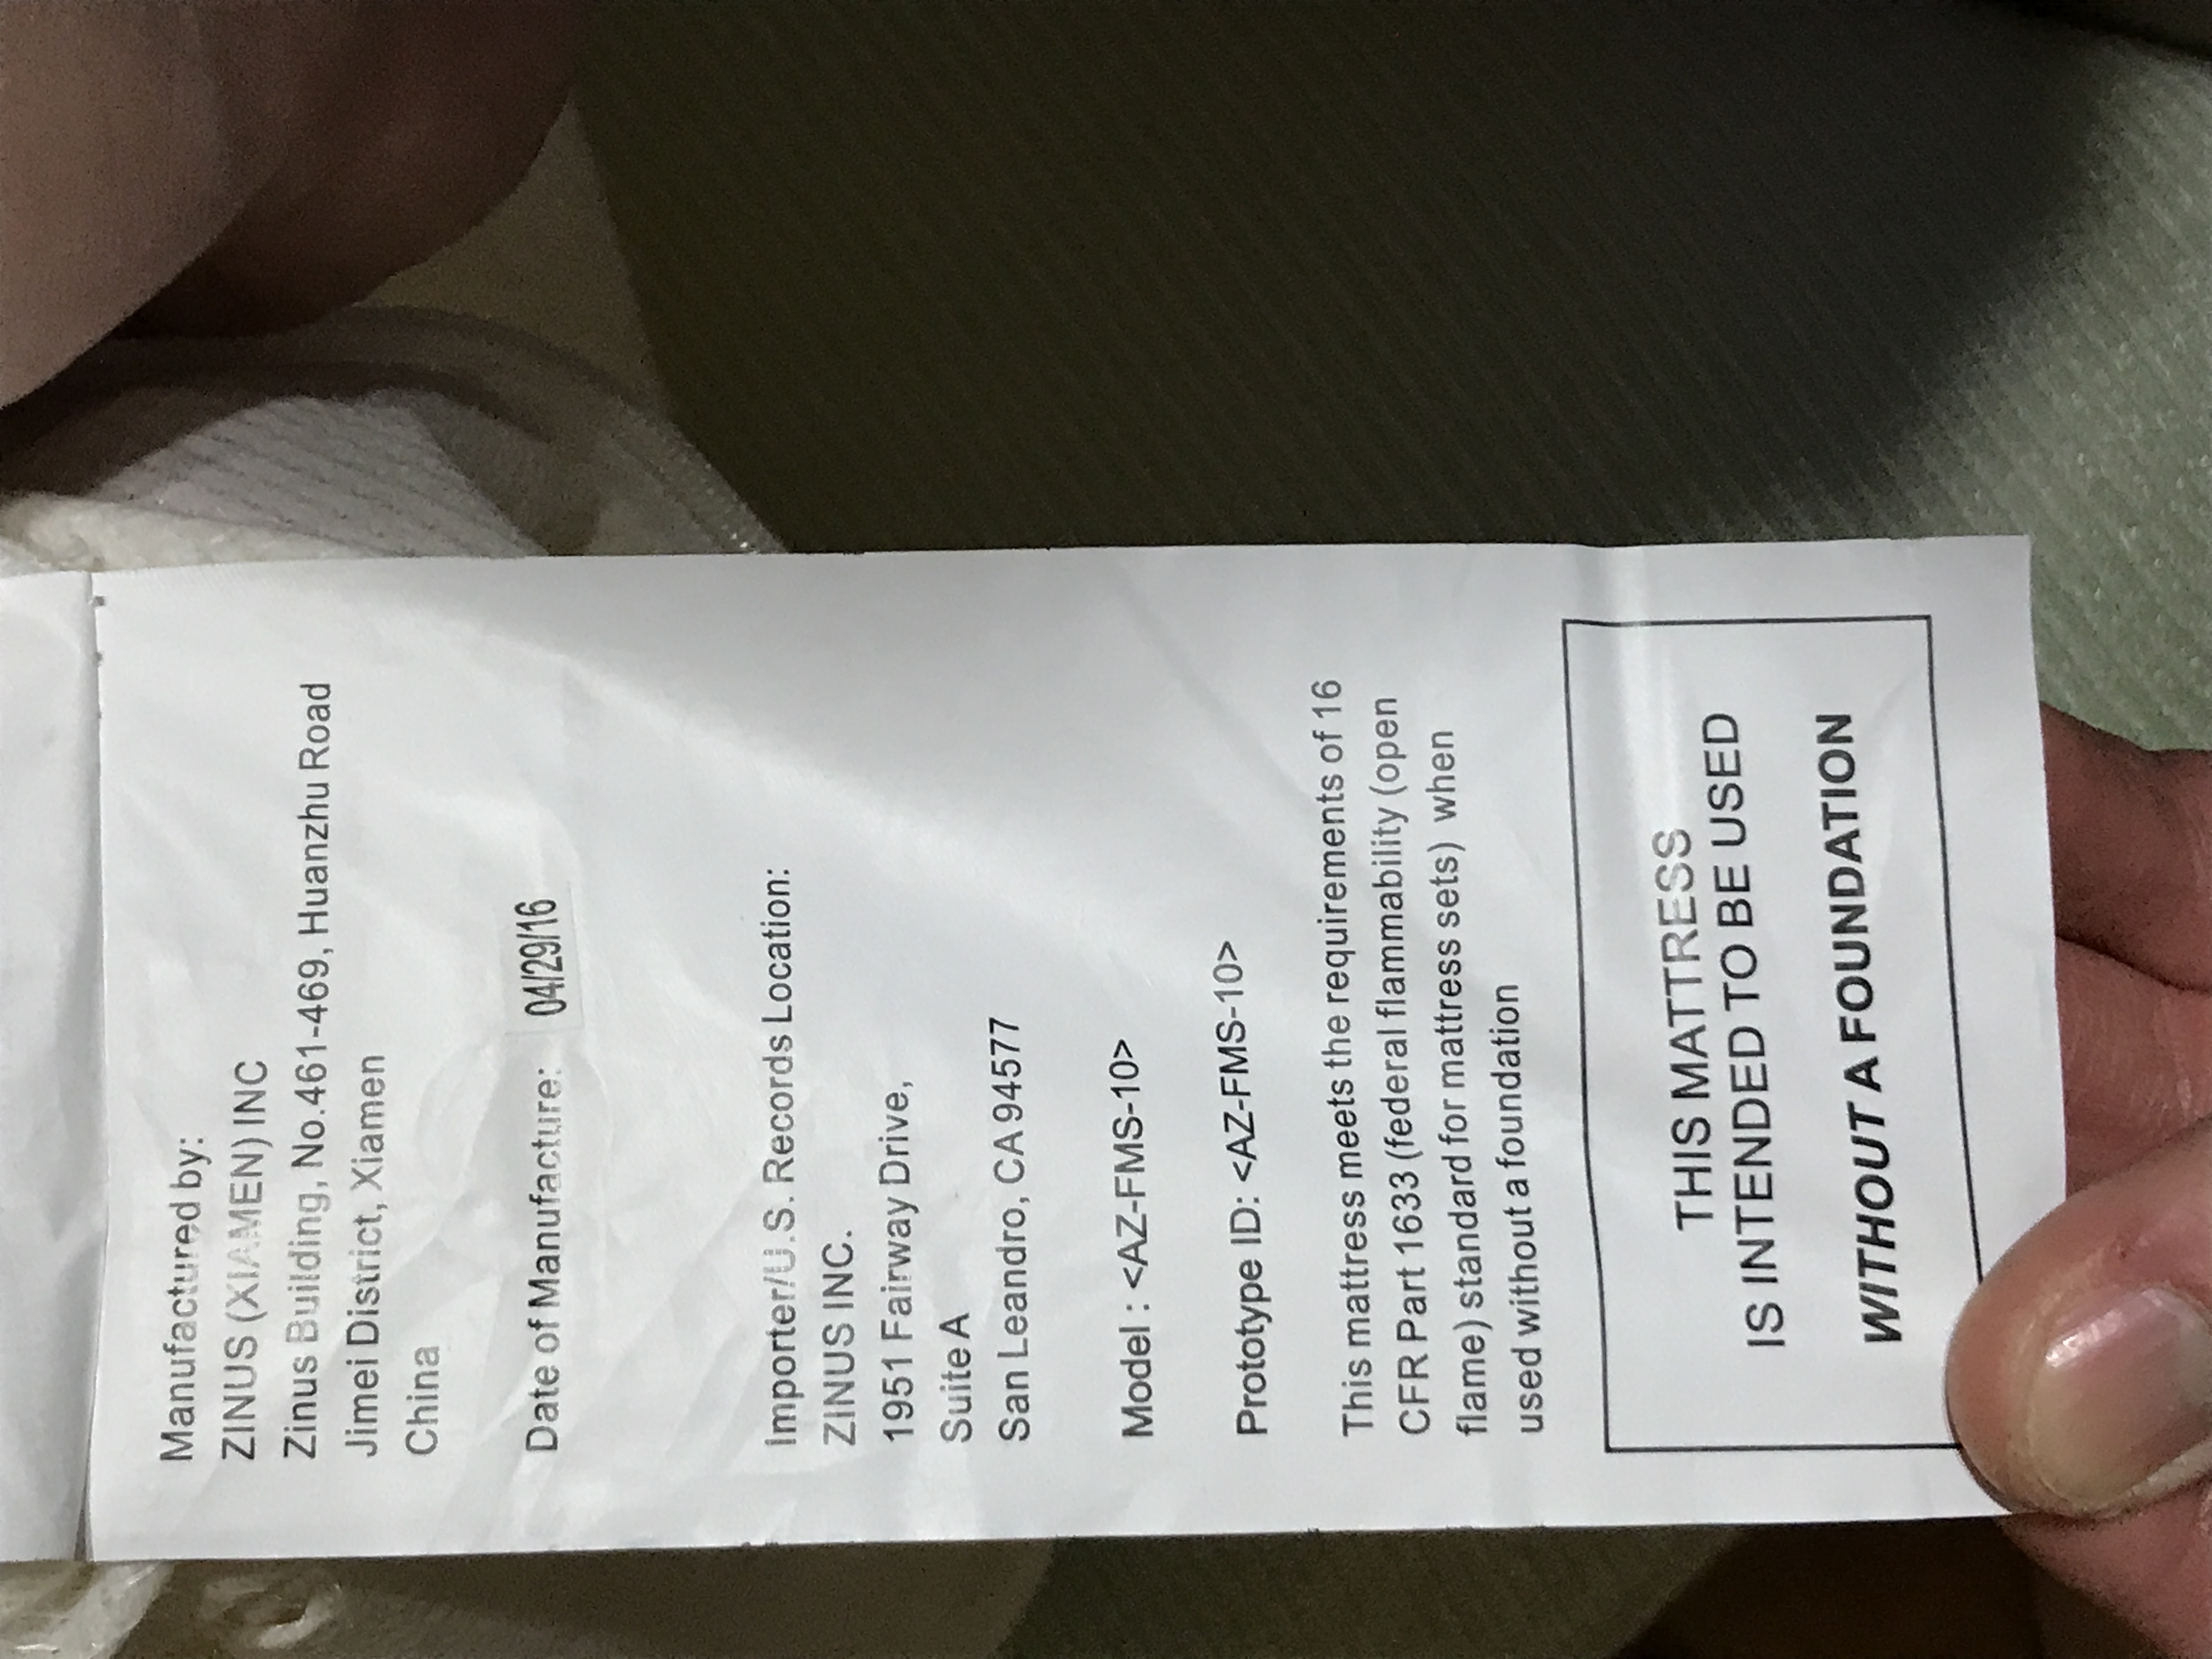 Manufactured by:
ZINUS (XIAMEN) INC
Zinus Building, No.461-469, Huanzhu Road
Jimei District, Xiamen
China
Date of Manufacture: 04/29/16
Importer/U.S. Records Location:
ZINUS INC.
1951 Fairway Drive,
Suite A
San Leandro, CA 94577
Model : <AZ-FMS-10>
Prototype ID: <AZ-FMS-10>
This mattress meets the requirements of 16
CFR Part 1633 (federal flammability (open
flame) standard for mattress sets) when
used without a foundation
THIS MATTRESS
IS INTENDED TO BE USED
WITHOUT A FOUNDATION